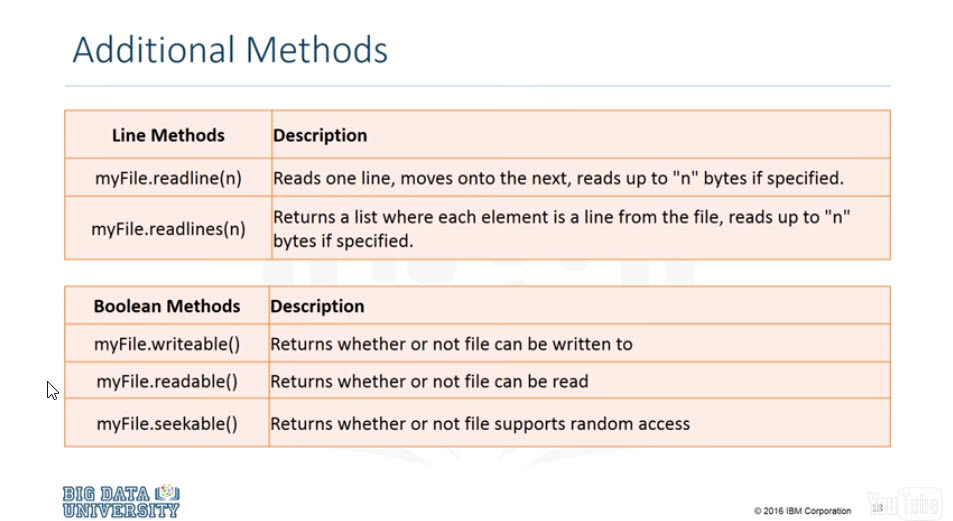 Additional Methods
Line Methods Description
myFile.readline(n) Reads one line, moves onto the next, reads up to "n" bytes if specified.
myFile.readlines(n) Returns a list where each element is a line from the file, reads up to "n"
bytes if specified.
Boolean Methods Description
myFile.writeable() Returns whether or not file can be written to
myFile.readable() Returns whether or not file can be read
myFile.seekable() Returns whether or not file supports random access
BIG DATA
UNIVERSITY
© 2016 IBM Corporation 18
YouTube